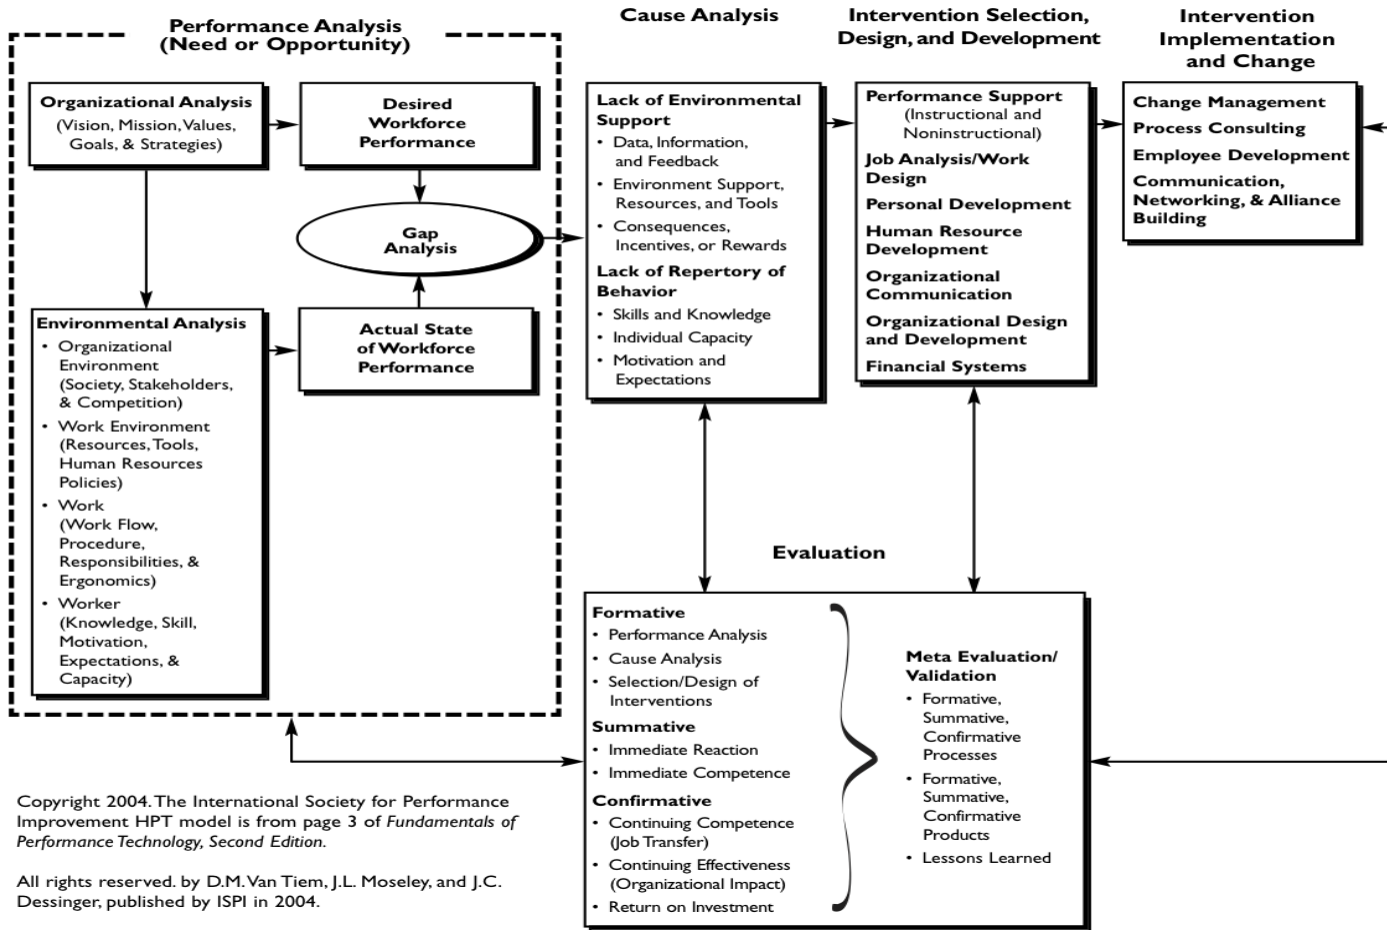 Performance Analysis
(Need or Opportunity)
Organizational Analysis
(Vision, Mission, Values,
Goals, & Strategies)
Desired
Workforce
Performance
Gap
Analysis
Environmental Analysis
• Organizational
Environment
(Society, Stakeholders,
& Competition)
• Work Environment
(Resources, Tools,
Human Resources
Policies)
• Work
(Work Flow,
Procedure,
Responsibilities, &
Ergonomics)
• Worker
(Knowledge, Skill,
Motivation,
Expectations, &
Capacity)
Actual State
of Workforce
Performance
Cause Analysis
Lack of Environmental
Support
• Data, Information,
and Feedback
• Environment Support,
Resources, and Tools
• Consequences,
Incentives, or Rewards
Lack of Repertory of
Behavior
• Skills and Knowledge
• Individual Capacity
• Motivation and
Expectations
Intervention Selection,
Design, and Development
Performance Support
(Instructional and
Noninstructional)
Job Analysis/Work
Design
Personal Development
Human Resource
Development
Organizational
Communication
Organizational Design
and Development
Financial Systems
Intervention
Implementation
and Change
Change Management
Process Consulting
Employee Development
Communication,
Networking, & Alliance
Building
Evaluation
Formative
• Performance Analysis
• Cause Analysis
• Selection/Design of
Interventions
Summative
• Immediate Reaction
• Immediate Competence
Confirmative
• Continuing Competence
(Job Transfer)
• Continuing Effectiveness
(Organizational Impact)
• Return on Investment
Meta Evaluation/
Validation
• Formative,
Summative,
Confirmative
Processes
• Formative,
Summative,
Confirmative
Products
• Lessons Learned
Copyright 2004. The International Society for Performance
Improvement HPT model is from page 3 of Fundamentals of
Performance Technology, Second Edition.
All rights reserved. by D.M. Van Tiem, J.L. Moseley, and J.C.
Dessinger, published by ISPI in 2004.